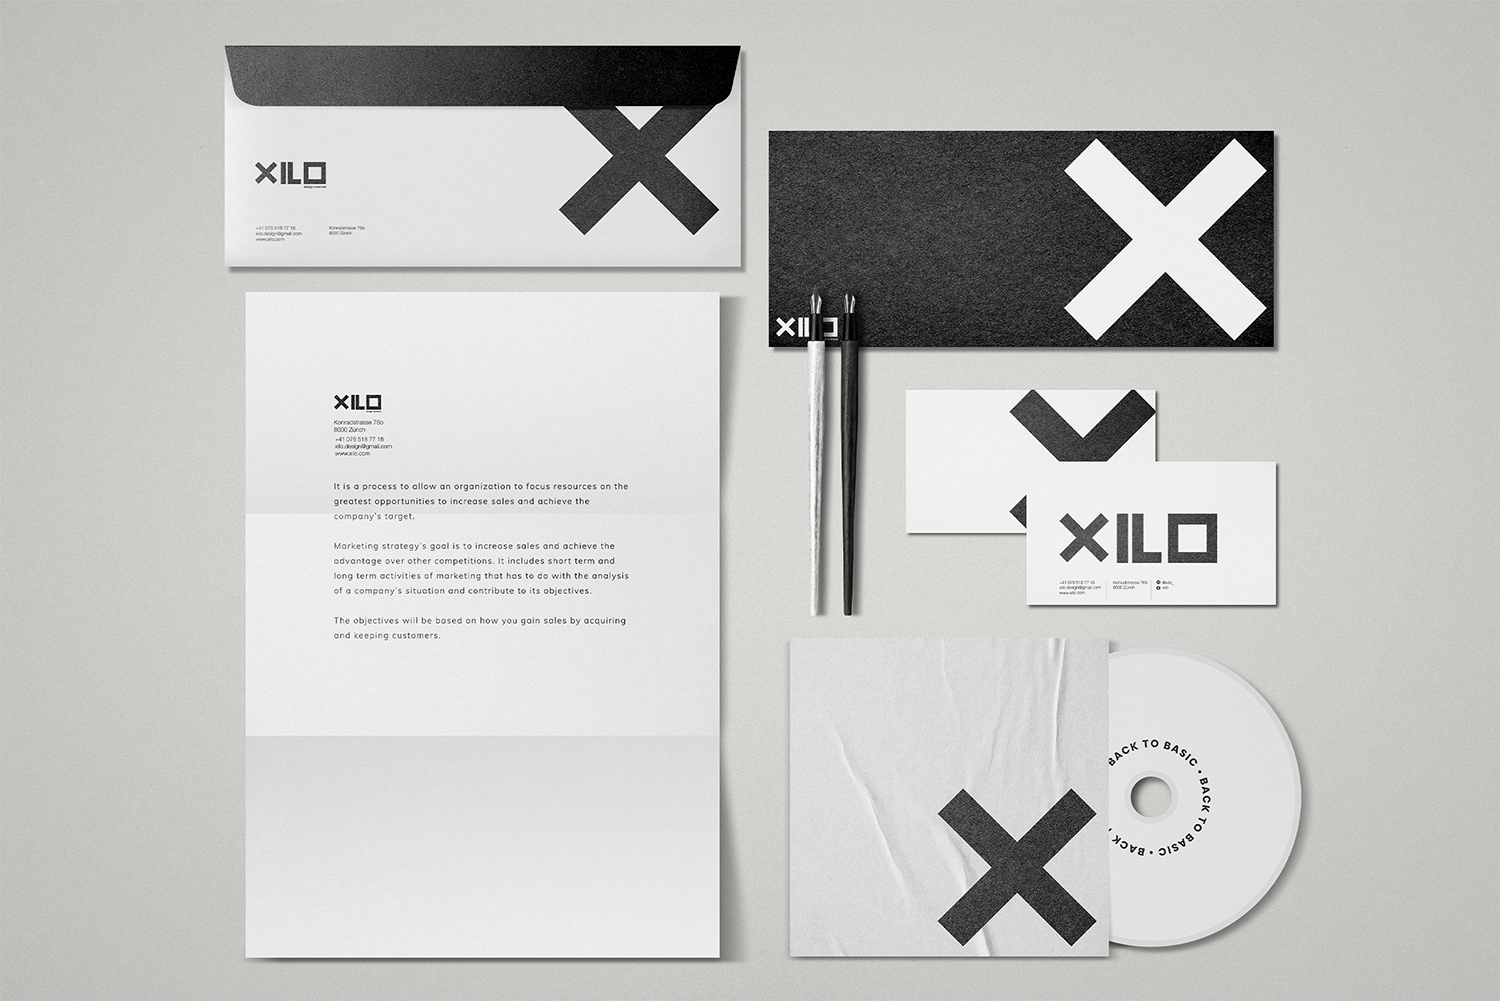 XILO
+41 076 518 77 18
xilo.design@gmail.com
www.xilo.com
Konradstrasse 76b
8000 Zürich
XILO
XILO
Konradstrasse 76b
8000 Zürich
+41 076 518 77 18
xilo.design@gmail.com
www.xilo.com
It is a process to allow an organization to focus resources on the
greatest opportunities to increase sales and achieve the
company's target.
Marketing strategy's goal is to increase sales and achieve the
advantage over other competitions. It includes short term and
long term activities of marketing that has to do with the analysis
of a company's situation and contribute to its objectives.
The objectives will be based on how you gain sales by acquiring
and keeping customers.
XILO
+41 076 518 77 18
xilo.design@gmail.com
www.xilo.com
Konradstrasse 76b
8000 Zürich
xilo
BACK TO BASIC • BACK TO BASIC • BACK